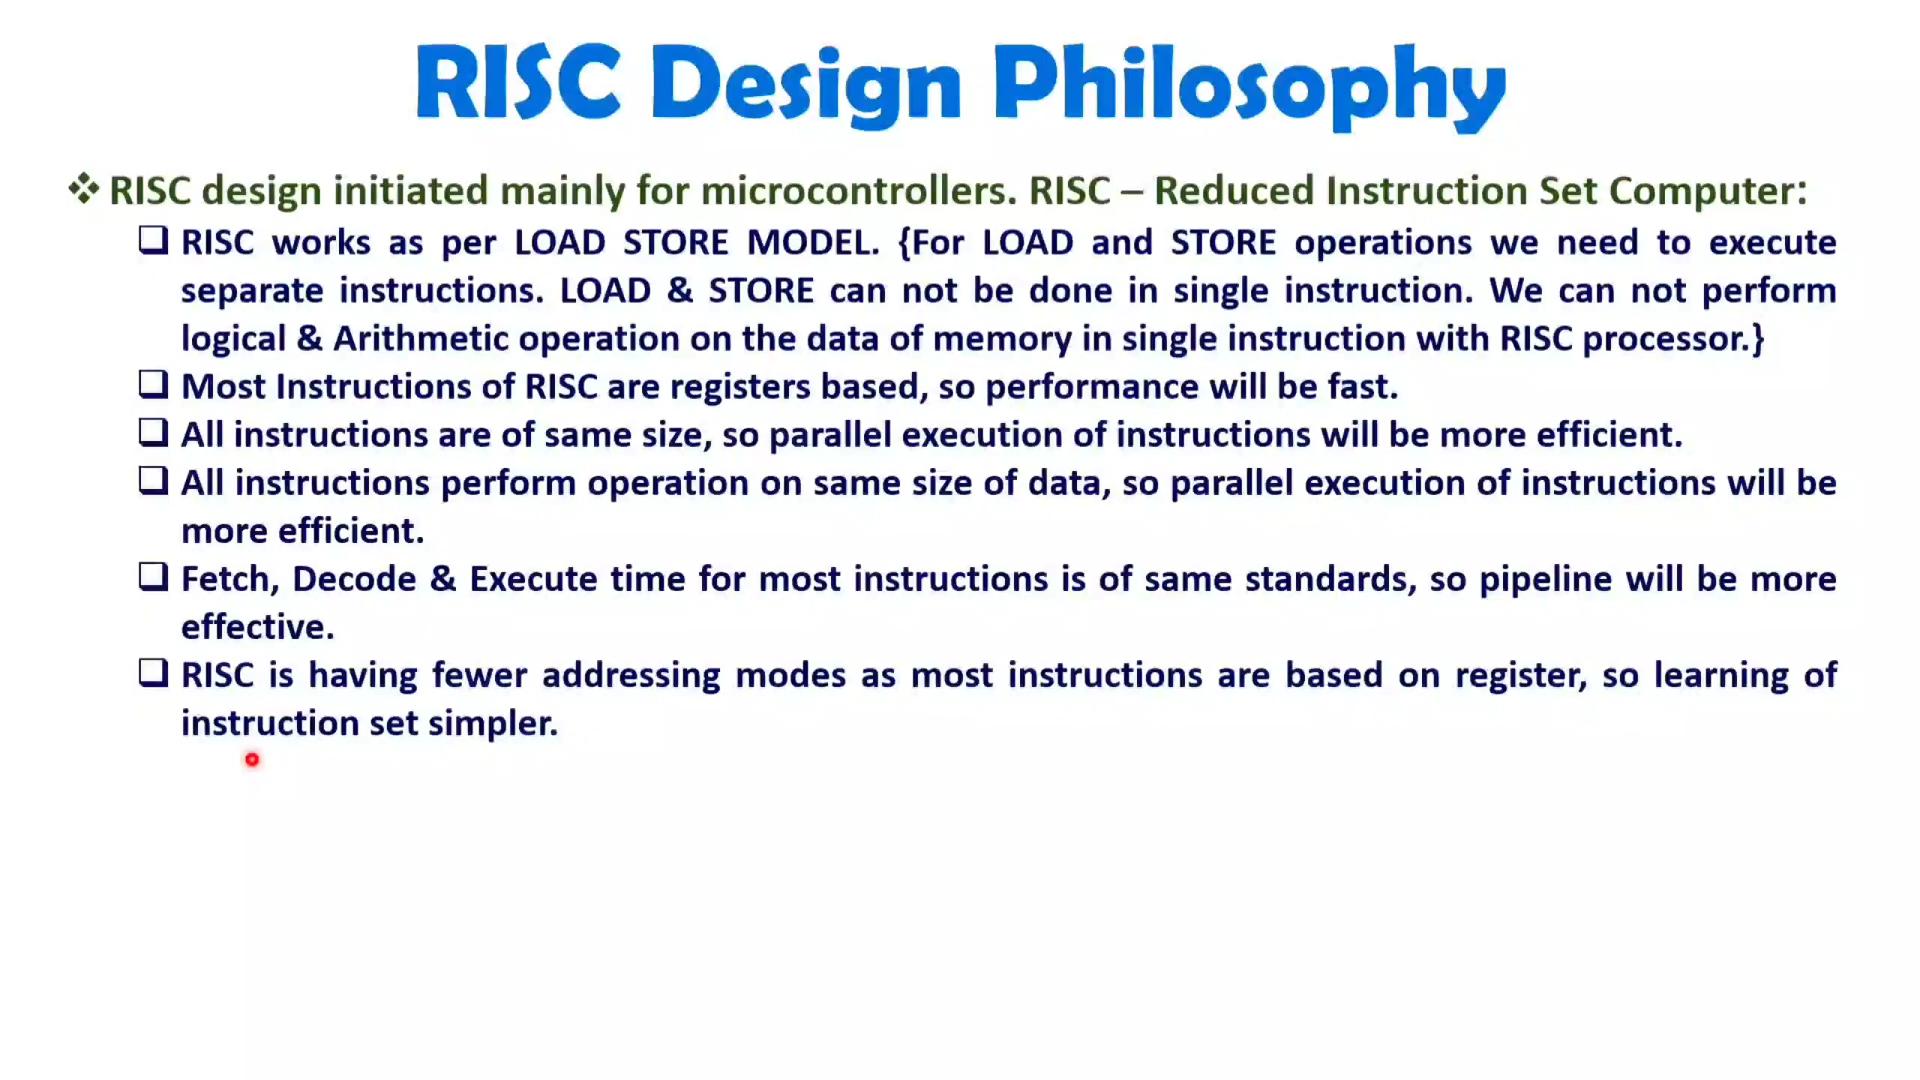 RISC Design Philosophy
❖ RISC design initiated mainly for microcontrollers. RISC – Reduced Instruction Set Computer:
❑ RISC works as per LOAD STORE MODEL. {For LOAD and STORE operations we need to execute
separate instructions. LOAD & STORE can not be done in single instruction. We can not perform
logical & Arithmetic operation on the data of memory in single instruction with RISC processor.}
❑ Most Instructions of RISC are registers based, so performance will be fast.
❑ All instructions are of same size, so parallel execution of instructions will be more efficient.
❑ All instructions perform operation on same size of data, so parallel execution of instructions will be
more efficient.
❑ Fetch, Decode & Execute time for most instructions is of same standards, so pipeline will be more
effective.
❑ RISC is having fewer addressing modes as most instructions are based on register, so learning of
instruction set simpler.